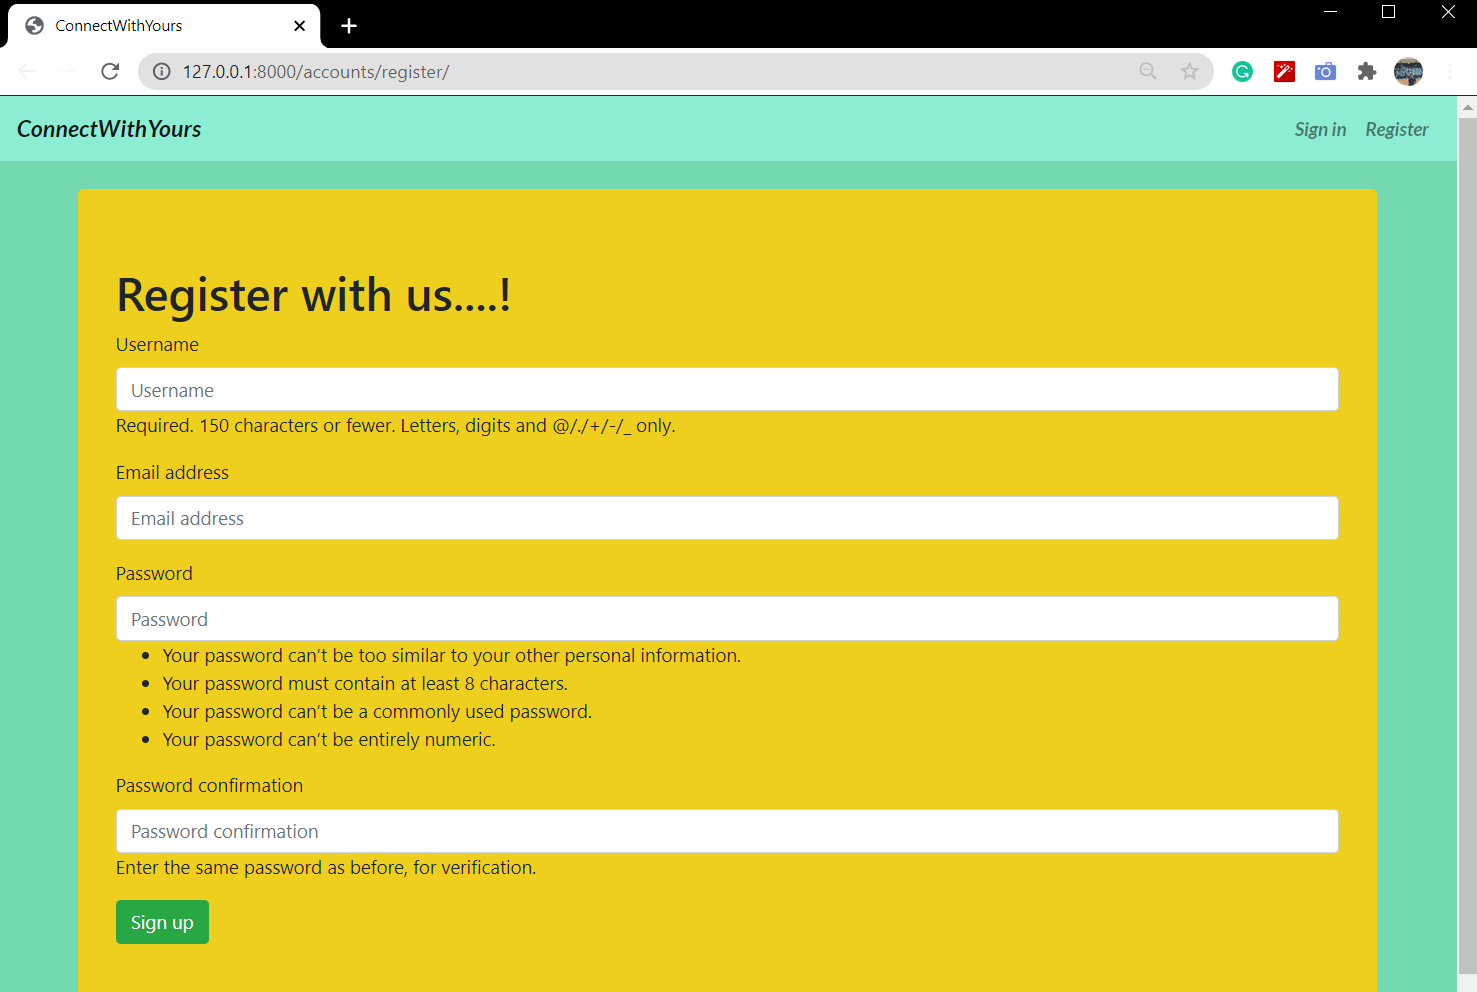 ConnectWithYours
127.0.0.1:8000/accounts/register/
ConnectWithYours
Sign in Register
Register with us....!
Username
Username
Required. 150 characters or fewer. Letters, digits and @/./+/-/_ only.
Email address
Email address
Password
Password
Your password can't be too similar to your other personal information.
Your password must contain at least 8 characters.
Your password can't be a commonly used password.
Your password can't be entirely numeric.
Password confirmation
Password confirmation
Enter the same password as before, for verification.
Sign up